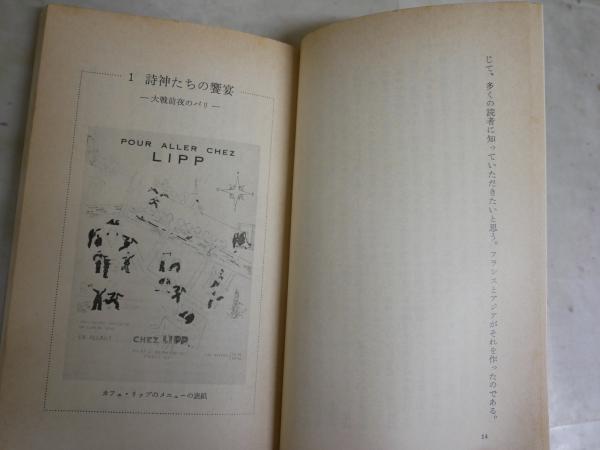 じて、多くの読者に知っていただきたいと思う。フランスとアジアがそれを作ったのである。
14
1 詩神たちの饗宴
―大戦前夜のパリ―
POUR ALLER CHEZ
LIPP
CHEZ LIPP
カフェ・リップのメニューの表紙